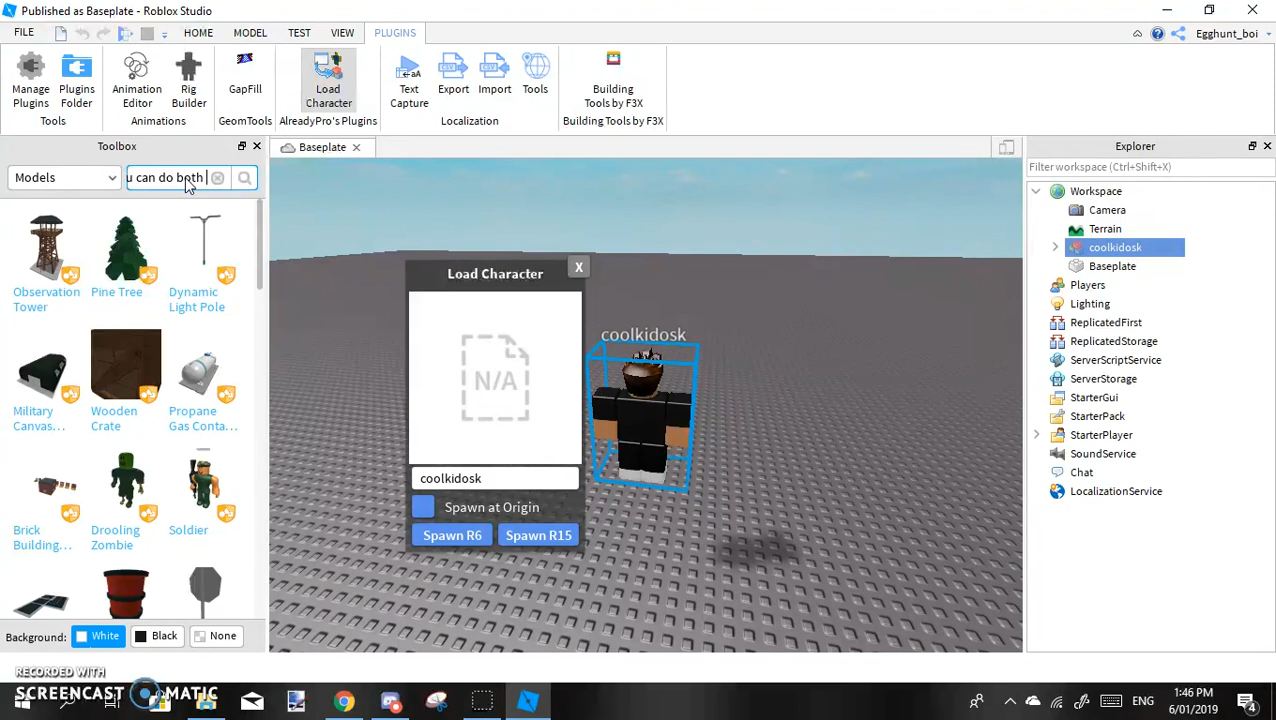 Published as Baseplate - Roblox Studio
FILE HOME MODEL TEST VIEW PLUGINS Egghunt_boi
Manage Plugins
Plugins Folder
Tools
Animation Editor
Rig Builder
Animations
GapFill
GeomTools
Load Character
AlreadyPro's Plugins
Text Capture
Export
Import
Tools
Localization
Building Tools by F3X
Building Tools by F3X
Toolbox
Models
u can do both
Observation Tower
Pine Tree
Dynamic Light Pole
Military Canvas...
Wooden Crate
Propane Gas Conta...
Brick Building...
Drooling Zombie
Soldier
Background: White Black None
Baseplate
coolkidosk
Load Character
X
N/A
coolkidosk
Spawn at Origin
Spawn R6 Spawn R15
Explorer
Filter workspace (Ctrl+Shift+X)
Workspace
Camera
Terrain
coolkidosk
Baseplate
Players
Lighting
ReplicatedFirst
ReplicatedStorage
ServerScriptService
ServerStorage
StarterGui
StarterPack
StarterPlayer
SoundService
Chat
LocalizationService
RECORDED WITH
SCREENCAST MATIC
ENG
1:46 PM
6/01/2019
4